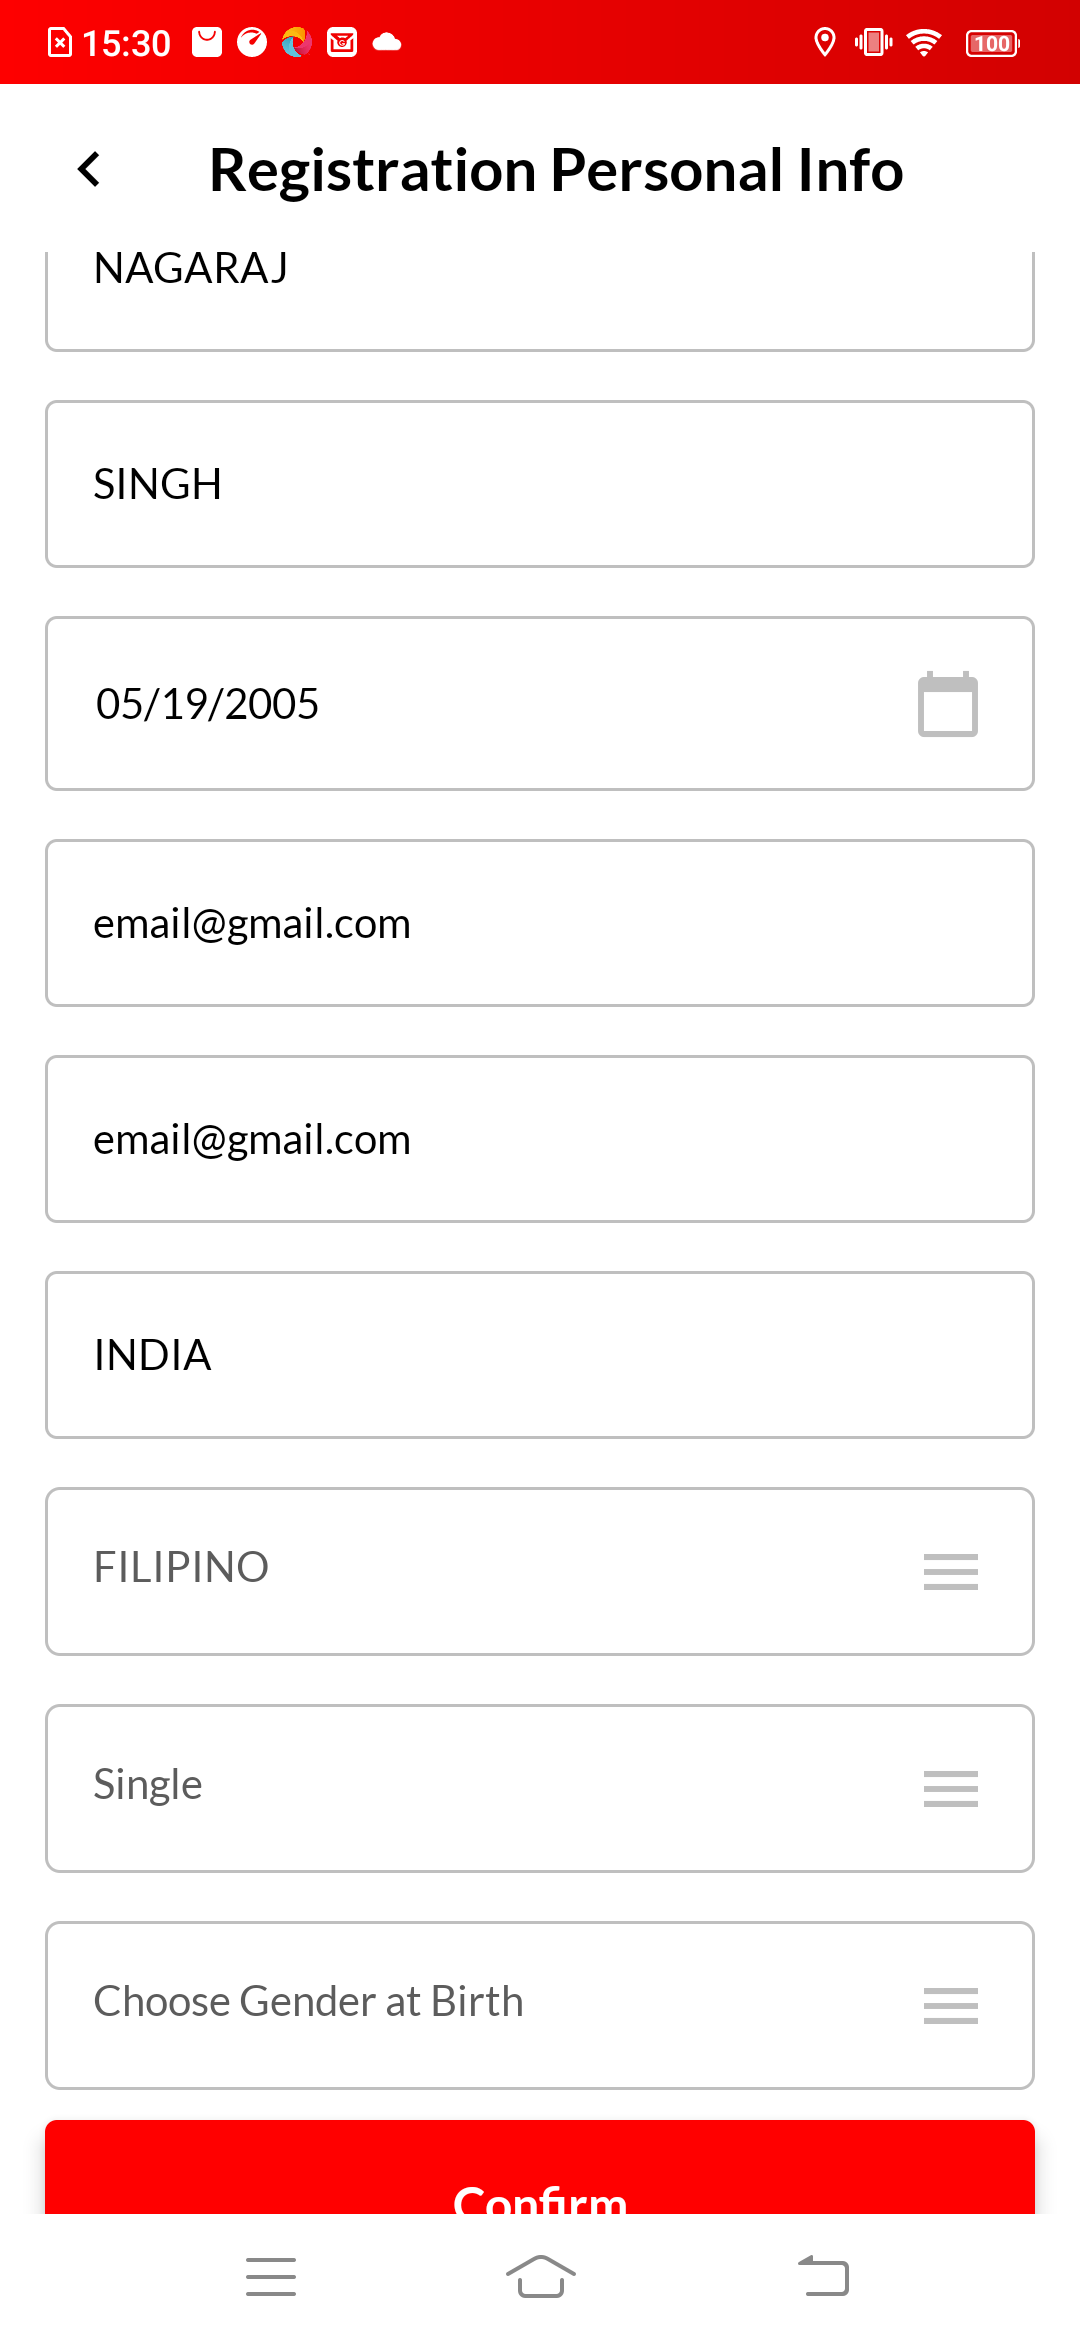 15:30
100
Registration Personal Info
NAGARAJ
SINGH
05/19/2005
email@gmail.com
email@gmail.com
INDIA
FILIPINO
Single
Choose Gender at Birth
Confirm